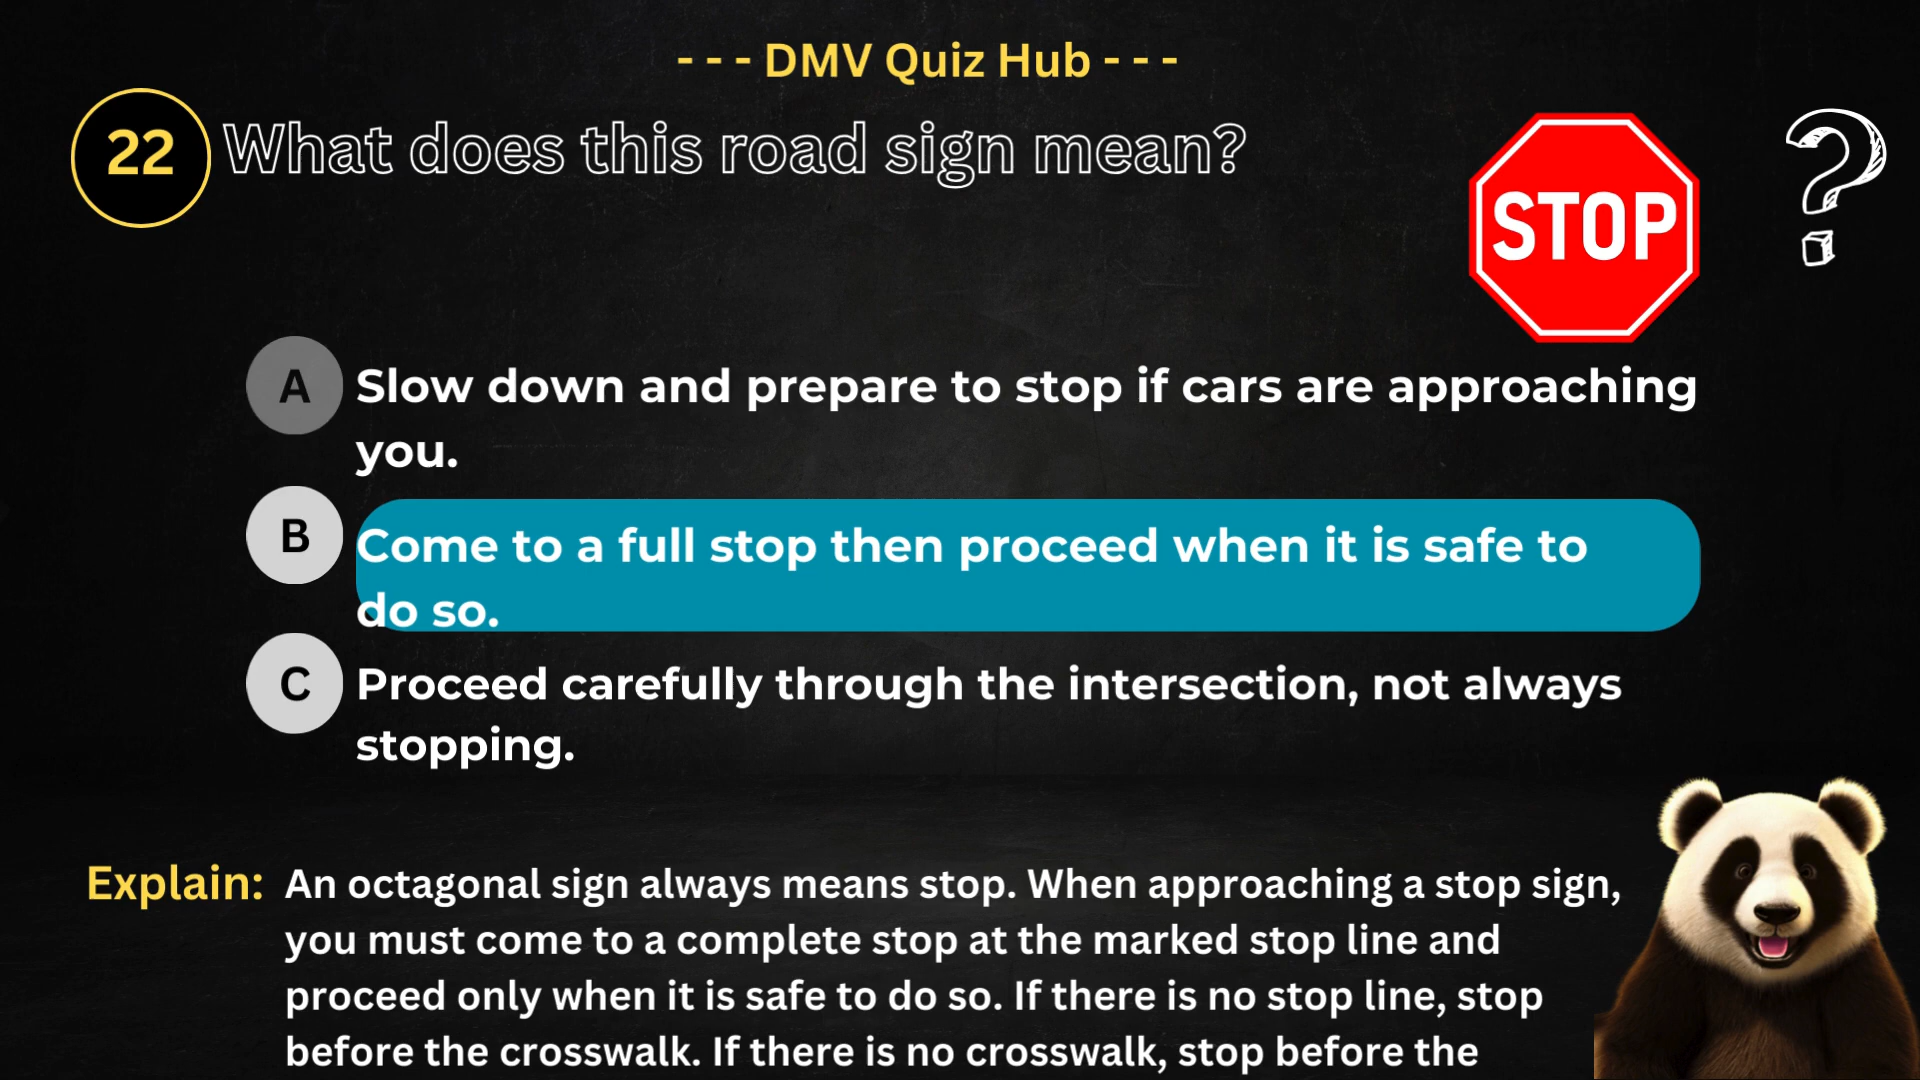 - - - DMV Quiz Hub - - -
22 What does this road sign mean?
STOP
?
A Slow down and prepare to stop if cars are approaching
you.
B Come to a full stop then proceed when it is safe to
do so.
C Proceed carefully through the intersection, not always
stopping.
Explain: An octagonal sign always means stop. When approaching a stop sign,
you must come to a complete stop at the marked stop line and
proceed only when it is safe to do so. If there is no stop line, stop
before the crosswalk. If there is no crosswalk, stop before the